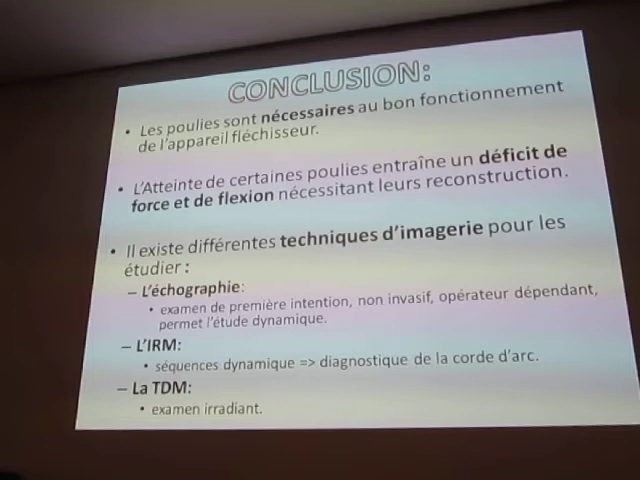 CONCLUSION:
• Les poulies sont nécessaires au bon fonctionnement
de l'appareil fléchisseur.
• L'Atteinte de certaines poulies entraîne un déficit de
force et de flexion nécessitant leurs reconstruction.
• Il existe différentes techniques d'imagerie pour les
étudier :
– L'échographie:
• examen de première intention, non invasif, opérateur dépendant,
permet l'étude dynamique.
– L'IRM:
• séquences dynamique => diagnostique de la corde d'arc.
– La TDM:
• examen irradiant.